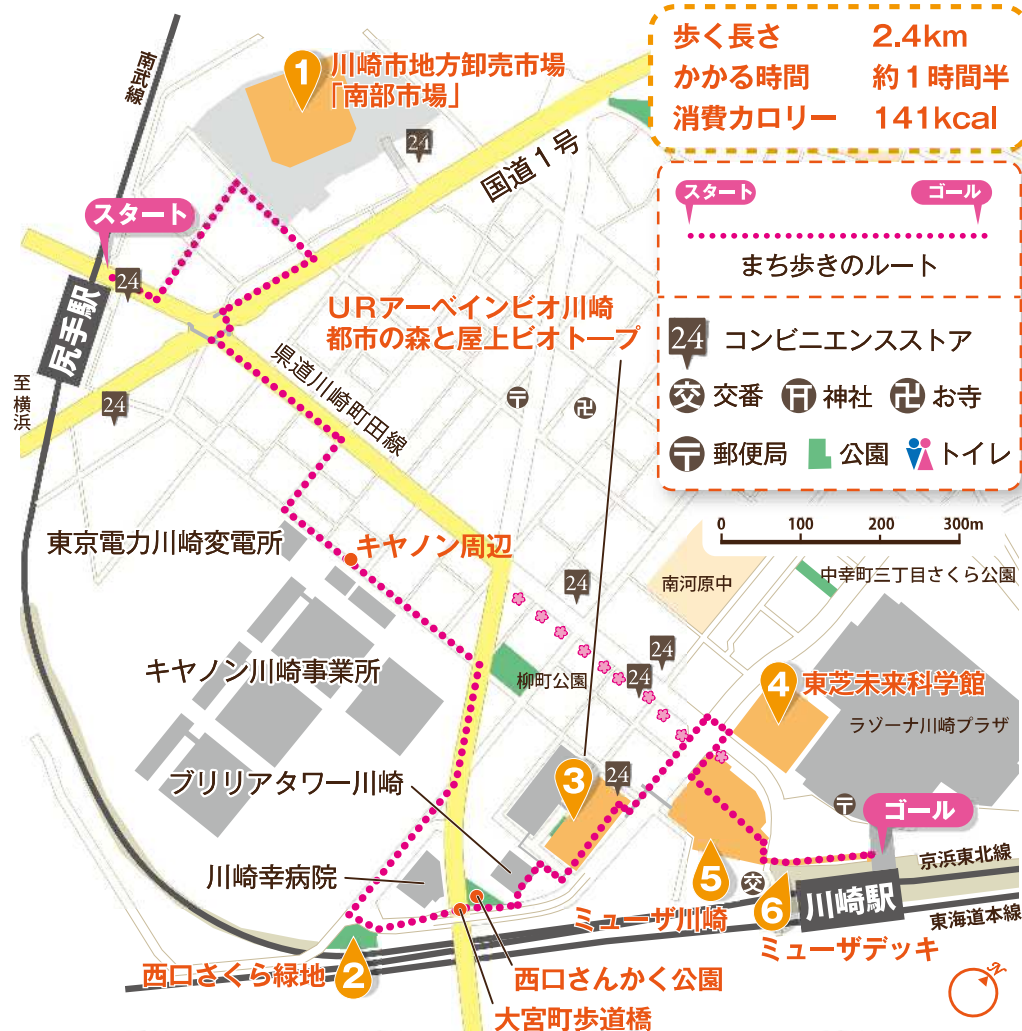 歩く長さ 2.4km
かかる時間 約1時間半
消費カロリー 141kcal
スタート
ゴール
まち歩きのルート
24 コンビニエンスストア
交 交番 神社 卍 お寺
〒 郵便局 公園 トイレ
0 100 200 300m
南武線
1
川崎市地方卸売市場
「南部市場」
24
国道1号
スタート
24
尻手駅
至横浜
24
URアーベインビオ川崎
都市の森と屋上ビオトープ
県道川崎町田線
〒
卍
東京電力川崎変電所
キヤノン周辺
24
南河原中
中幸町三丁目さくら公園
キヤノン川崎事業所
柳町公園
24
24
4
東芝未来科学館
ラゾーナ川崎プラザ
ブリリアタワー川崎
3
24
〒
ゴール
川崎幸病院
5
交
6
京浜東北線
川崎駅
東海道本線
ミューザ川崎
ミューザデッキ
西口さくら緑地
2
西口さんかく公園
大宮町歩道橋
N